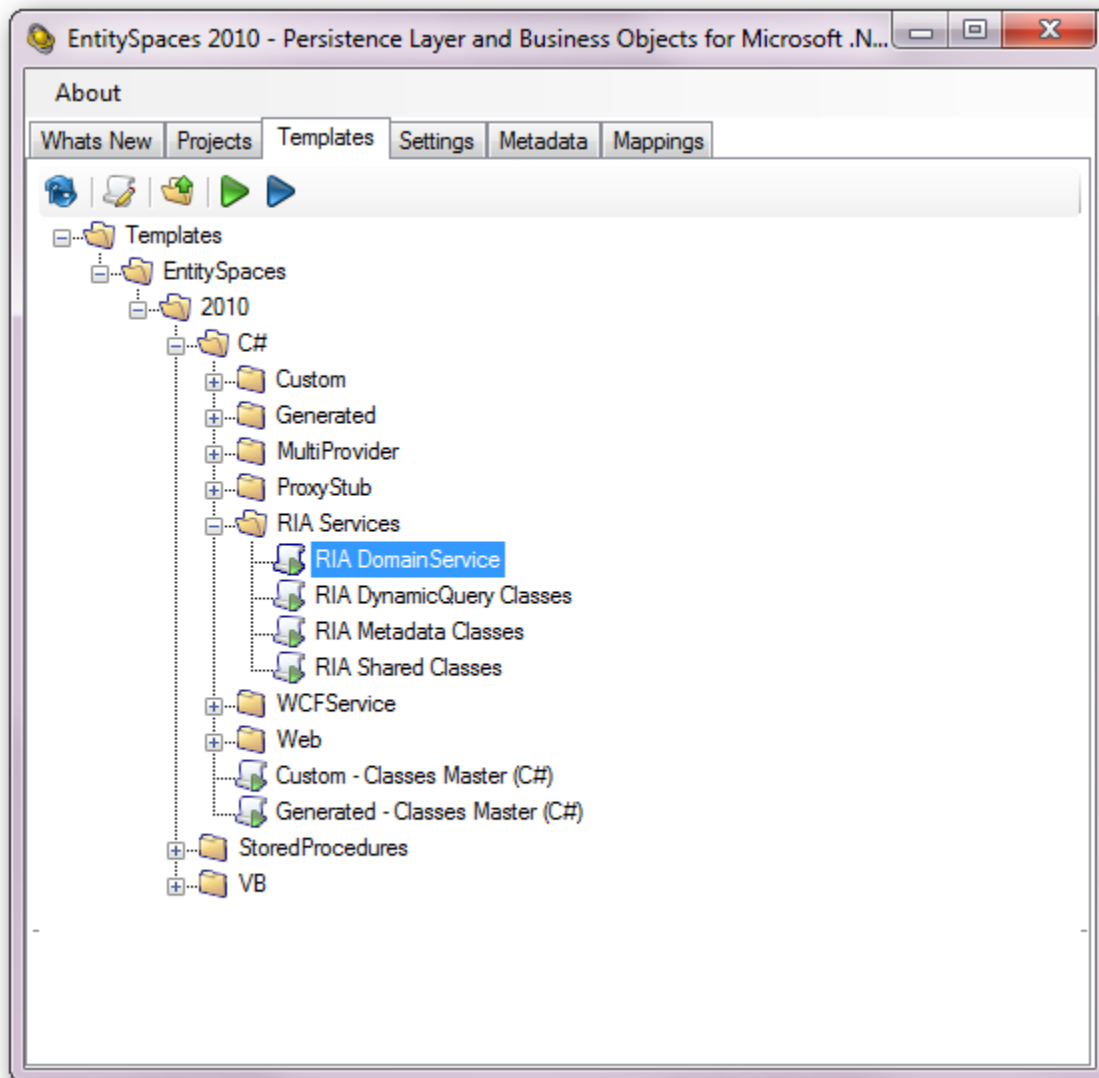 EntitySpaces 2010 - Persistence Layer and Business Objects for Microsoft .N...
About
Whats New Projects Templates Settings Metadata Mappings
Templates
EntitySpaces
2010
C#
Custom
Generated
MultiProvider
ProxyStub
RIA Services
RIA DomainService
RIA DynamicQuery Classes
RIA Metadata Classes
RIA Shared Classes
WCFService
Web
Custom - Classes Master (C#)
Generated - Classes Master (C#)
StoredProcedures
VB